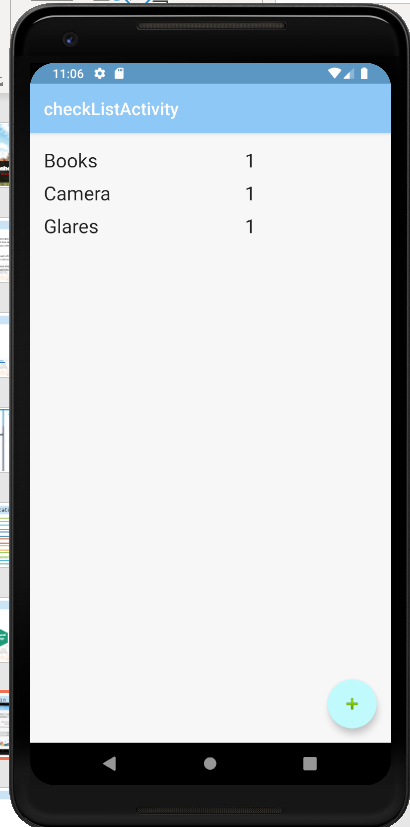 11:06
checkListActivity
Books 1
Camera 1
Glares 1
+